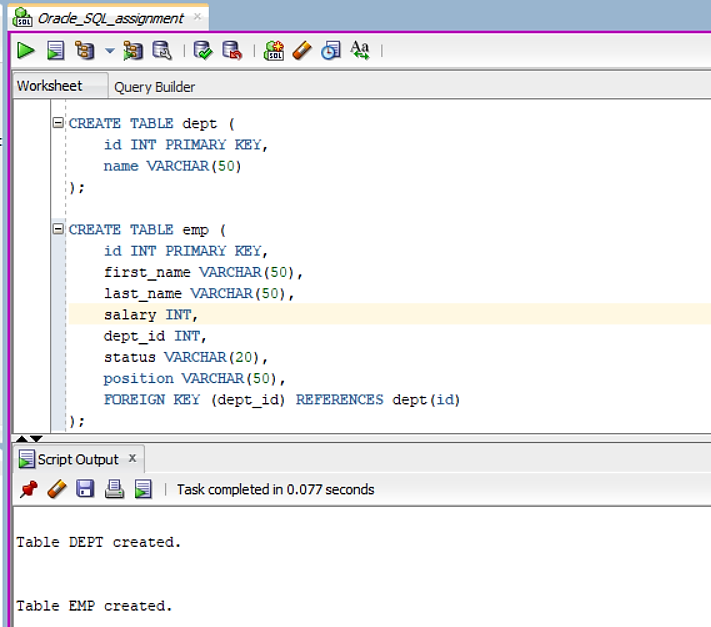 Oracle_SQL_assignment
SQL
Aa
Worksheet
Query Builder
CREATE TABLE dept (
id INT PRIMARY KEY,
name VARCHAR(50)
);
CREATE TABLE emp (
id INT PRIMARY KEY,
first_name VARCHAR(50),
last_name VARCHAR(50),
salary INT,
dept_id INT,
status VARCHAR(20),
position VARCHAR(50),
FOREIGN KEY (dept_id) REFERENCES dept(id)
);
Script Output x
Task completed in 0.077 seconds
Table DEPT created.
Table EMP created.